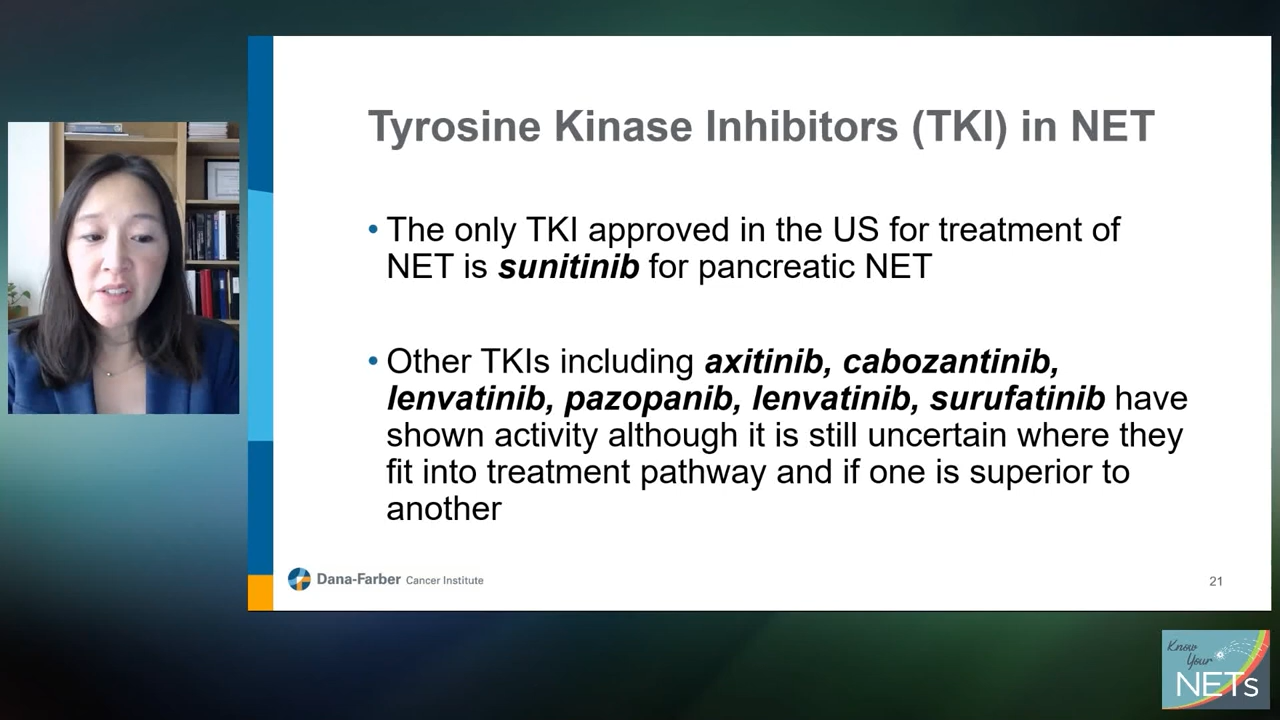 Tyrosine Kinase Inhibitors (TKI) in NET
• The only TKI approved in the US for treatment of
NET is sunitinib for pancreatic NET
• Other TKIs including axitinib, cabozantinib,
lenvatinib, pazopanib, lenvatinib, surufatinib have
shown activity although it is still uncertain where they
fit into treatment pathway and if one is superior to
another
Dana-Farber Cancer Institute
21
Know
Your
NETs